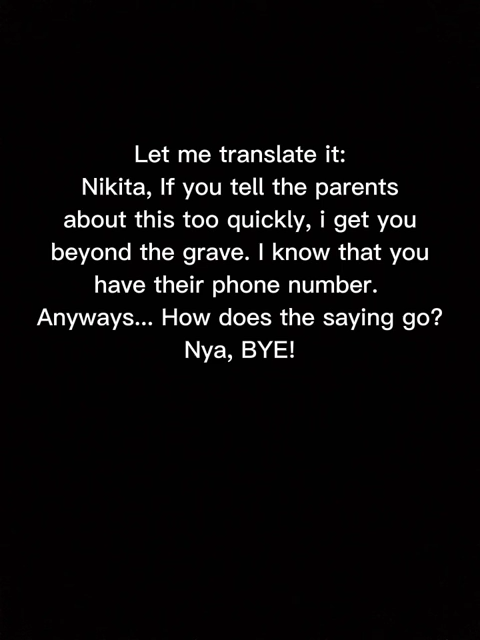 Let me translate it:
Nikita, If you tell the parents
about this too quickly, i get you
beyond the grave. I know that you
have their phone number.
Anyways... How does the saying go?
Nya, BYE!